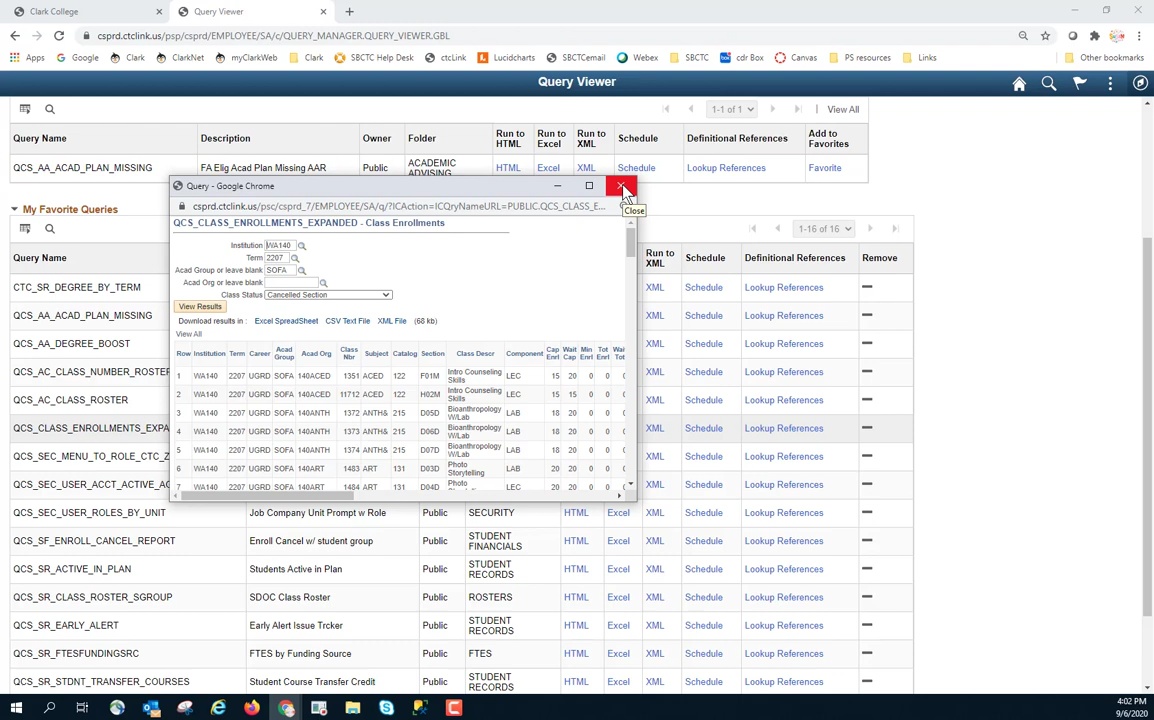 Clark College
Query Viewer
csprd.ctclink.us/psp/csprd/EMPLOYEE/SA/c/QUERY_MANAGER.QUERY_VIEWER.GBL
Apps Google Clark ClarkNet myClarkWeb Clark SBCTC Help Desk ctcLink Lucidcharts SBCTCemail Webex SBCTC cdr Box Canvas PS resources Links Other bookmarks
Query Viewer
1-1 of 1 View All
Query Name Description Owner Folder Run to HTML Run to Excel Run to XML Schedule Definitional References Add to Favorites
QCS_AA_ACAD_PLAN_MISSING FA Elig Acad Plan Missing AAR Public ACADEMIC ADVISING HTML Excel XML Schedule Lookup References Favorite
My Favorite Queries
1-16 of 16
Query Name Run to XML Schedule Definitional References Remove
CTC_SR_DEGREE_BY_TERM XML Schedule Lookup References
QCS_AA_ACAD_PLAN_MISSING XML Schedule Lookup References
QCS_AA_DEGREE_BOOST XML Schedule Lookup References
QCS_AC_CLASS_NUMBER_ROSTER XML Schedule Lookup References
QCS_AC_CLASS_ROSTER XML Schedule Lookup References
QCS_CLASS_ENROLLMENTS_EXPA XML Schedule Lookup References
QCS_SEC_MENU_TO_ROLE_CTC_Z XML Schedule Lookup References
QCS_SEC_USER_ACCT_ACTIVE_AC XML Schedule Lookup References
QCS_SEC_USER_ROLES_BY_UNIT Job Company Unit Prompt w Role Public SECURITY HTML Excel XML Schedule Lookup References
QCS_SF_ENROLL_CANCEL_REPORT Enroll Cancel w/ student group Public STUDENT FINANCIALS HTML Excel XML Schedule Lookup References
QCS_SR_ACTIVE_IN_PLAN Students Active in Plan Public STUDENT RECORDS HTML Excel XML Schedule Lookup References
QCS_SR_CLASS_ROSTER_SGROUP SDOC Class Roster Public ROSTERS HTML Excel XML Schedule Lookup References
QCS_SR_EARLY_ALERT Early Alert Issue Trcker Public STUDENT RECORDS HTML Excel XML Schedule Lookup References
QCS_SR_FTESFUNDINGSRC FTES by Funding Source Public FTES HTML Excel XML Schedule Lookup References
QCS_SR_STDNT_TRANSFER_COURSES Student Course Transfer Credit Public STUDENT RECORDS HTML Excel XML Schedule Lookup References
Query - Google Chrome
Close
csprd.ctclink.us/psc/csprd_7/EMPLOYEE/SA/q/?ICAction=ICQryNameURL=PUBLIC.QCS_CLASS_E...
QCS_CLASS_ENROLLMENTS_EXPANDED - Class Enrollments
Institution WA140
Term 2207
Acad Group or leave blank SOFA
Acad Org or leave blank
Class Status Cancelled Section
View Results
Download results in : Excel SpreadSheet CSV Text File XML File (68 kb)
View All
Row Institution Term Career Acad Group Acad Org Class Nbr Subject Catalog Section Class Descr Component Cap Enrl Wait Cap Min Enrl Tot Enrl Wait Tot
1 WA140 2207 UGRD SOFA 140ACED 1351 ACED 122 F01M Intro Counseling Skills LEC 15 20 0 0 0
2 WA140 2207 UGRD SOFA 140ACED 11712 ACED 122 H02M Intro Counseling Skills LEC 15 15 0 0 0
3 WA140 2207 UGRD SOFA 140ANTH 1372 ANTH& 215 D05D Bioanthropology W/Lab LAB 18 20 0 0 0
4 WA140 2207 UGRD SOFA 140ANTH 1373 ANTH& 215 D06D Bioanthropology W/Lab LAB 18 20 0 0 0
5 WA140 2207 UGRD SOFA 140ANTH 1374 ANTH& 215 D07D Bioanthropology W/Lab LAB 18 20 0 0 0
6 WA140 2207 UGRD SOFA 140ART 1483 ART 131 D03D Photo Storytelling LAB 20 20 0 0 0
7 WA140 2207 UGRD SOFA 140ART 1484 ART 131 D04D Photo LEC 20 20 0 0 0
4:02 PM
9/6/2020